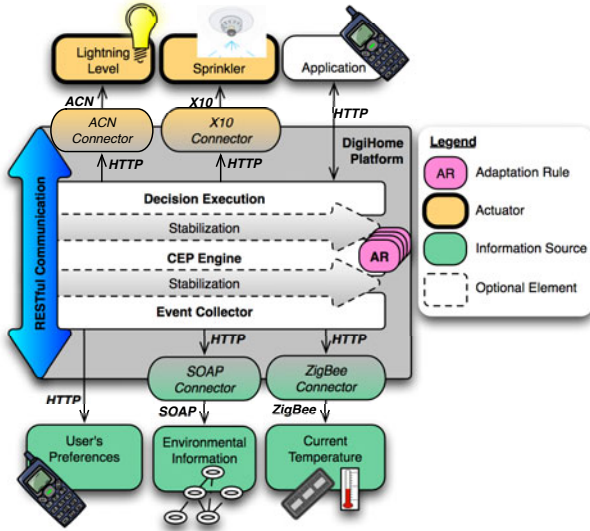 Lightning
Level
Sprinkler
Application
ACN
X10
HTTP
ACN
Connector
X10
Connector
DigiHome
Platform
HTTP
HTTP
RESTful Communication
Decision Execution
Stabilization
CEP Engine
AR
Stabilization
Event Collector
Legend
AR
Adaptation Rule
Actuator
Information Source
Optional Element
HTTP
HTTP
SOAP
Connector
ZigBee
Connector
HTTP
SOAP
ZigBee
User's
Preferences
Environmental
Information
Current
Temperature